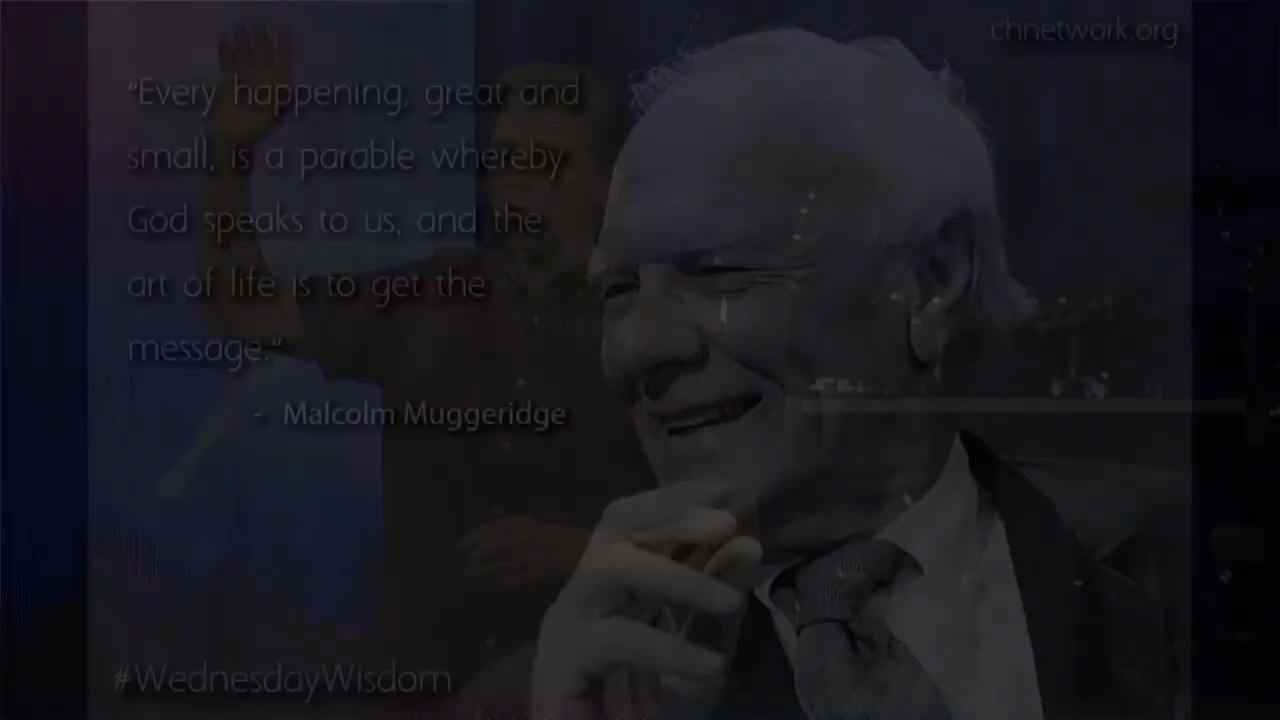 chnetwork.org
“Every happening, great and
small, is a parable whereby
God speaks to us, and the
art of life is to get the
message.“
- Malcolm Muggeridge
#WednesdayWisdom